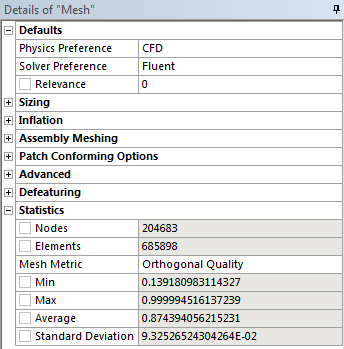 Details of "Mesh"
Defaults
Physics Preference CFD
Solver Preference Fluent
Relevance 0
Sizing
Inflation
Assembly Meshing
Patch Conforming Options
Advanced
Defeaturing
Statistics
Nodes 204683
Elements 685898
Mesh Metric Orthogonal Quality
Min 0.139180983114327
Max 0.999994516137239
Average 0.874394056215231
Standard Deviation 9.32526524304264E-02